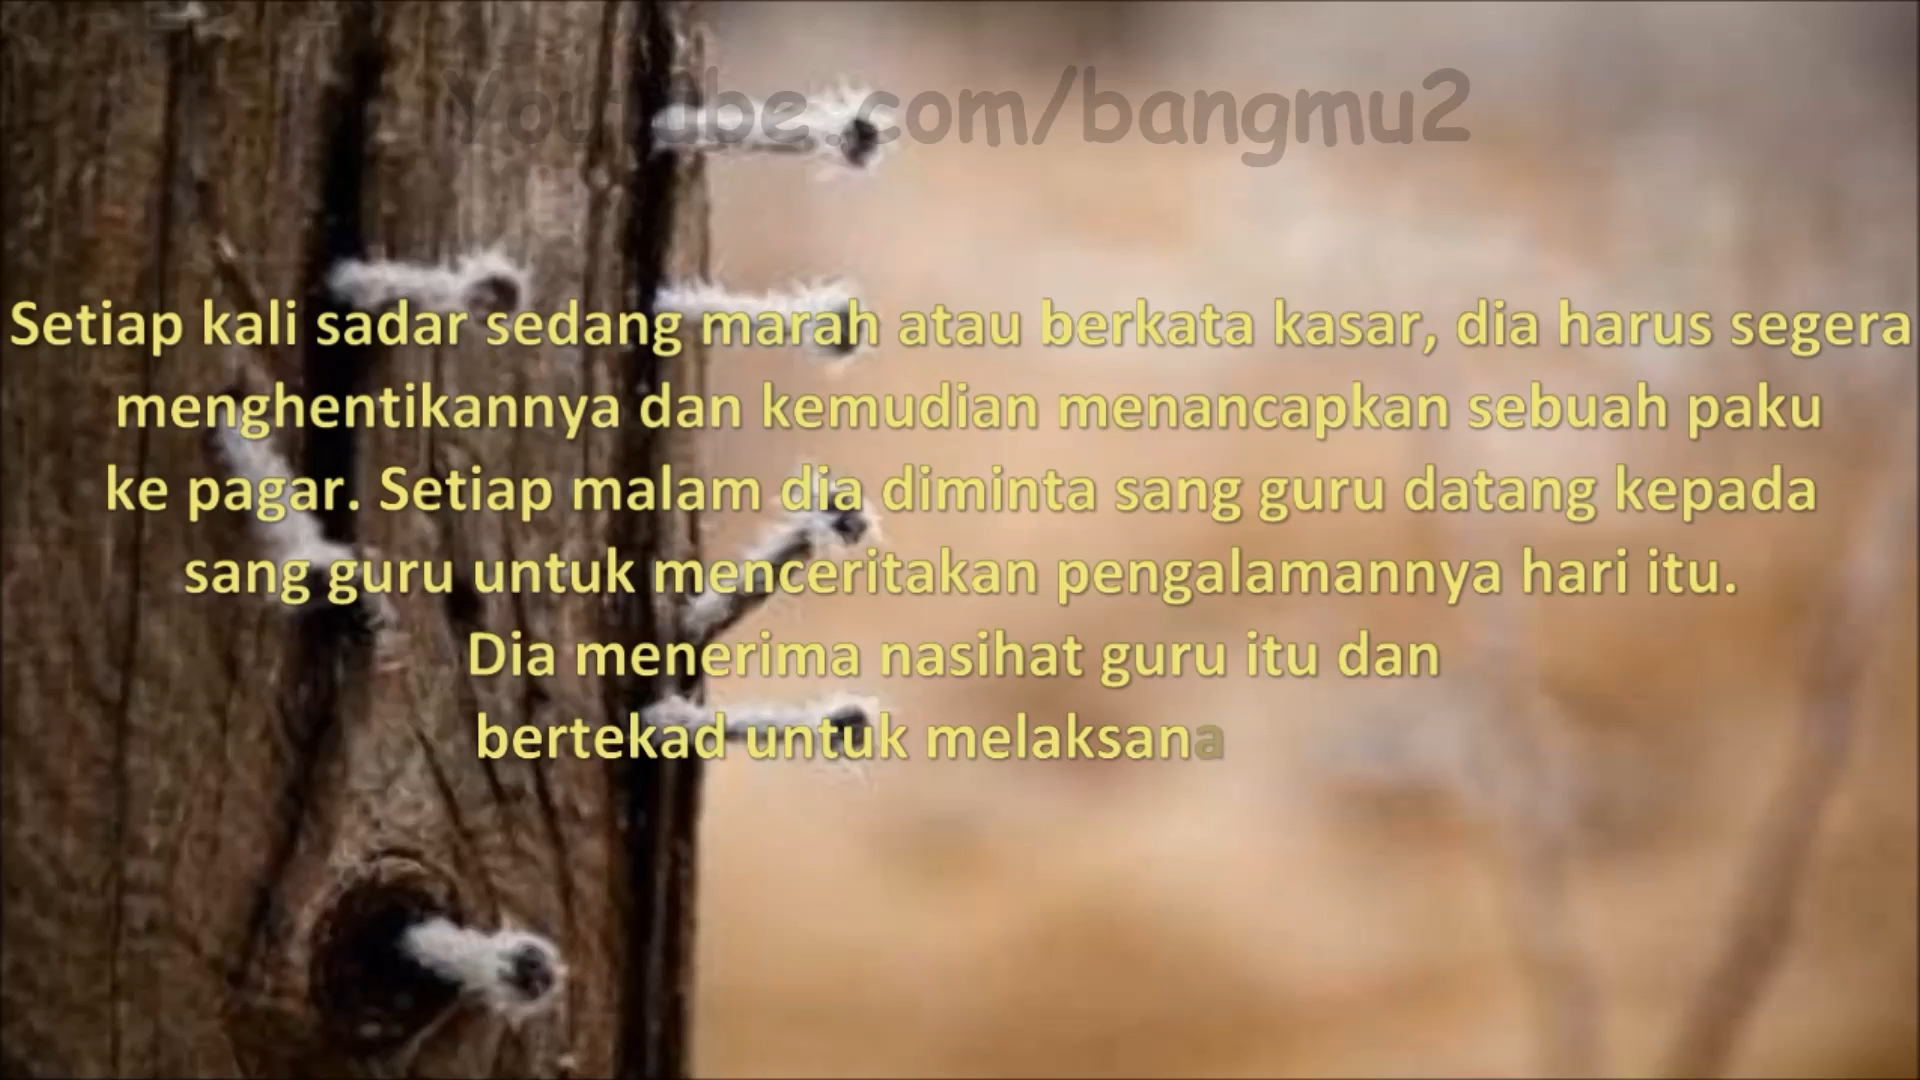 Youtube.com/bangmu2
Setiap kali sadar sedang marah atau berkata kasar, dia harus segera
menghentikannya dan kemudian menancapkan sebuah paku
ke pagar. Setiap malam dia diminta sang guru datang kepada
sang guru untuk menceritakan pengalamannya hari itu.
Dia menerima nasihat guru itu dan
bertekad untuk melaksana